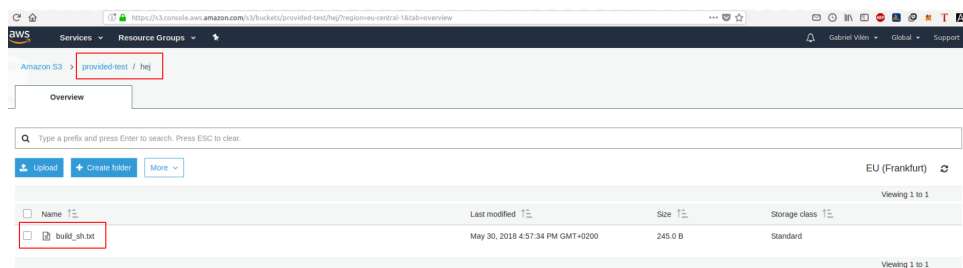 https://s3.console.aws.amazon.com/s3/buckets/provided-test/hej/?region=eu-central-1&tab=overview
aws Services Resource Groups Gabriel Vilén Global Support
Amazon S3 > provided-test / hej
Overview
Type a prefix and press Enter to search. Press ESC to clear.
Upload + Create folder More EU (Frankfurt)
Viewing 1 to 1
Name Last modified Size Storage class
build_sh.txt May 30, 2018 4:57:34 PM GMT+0200 245.0 B Standard
Viewing 1 to 1